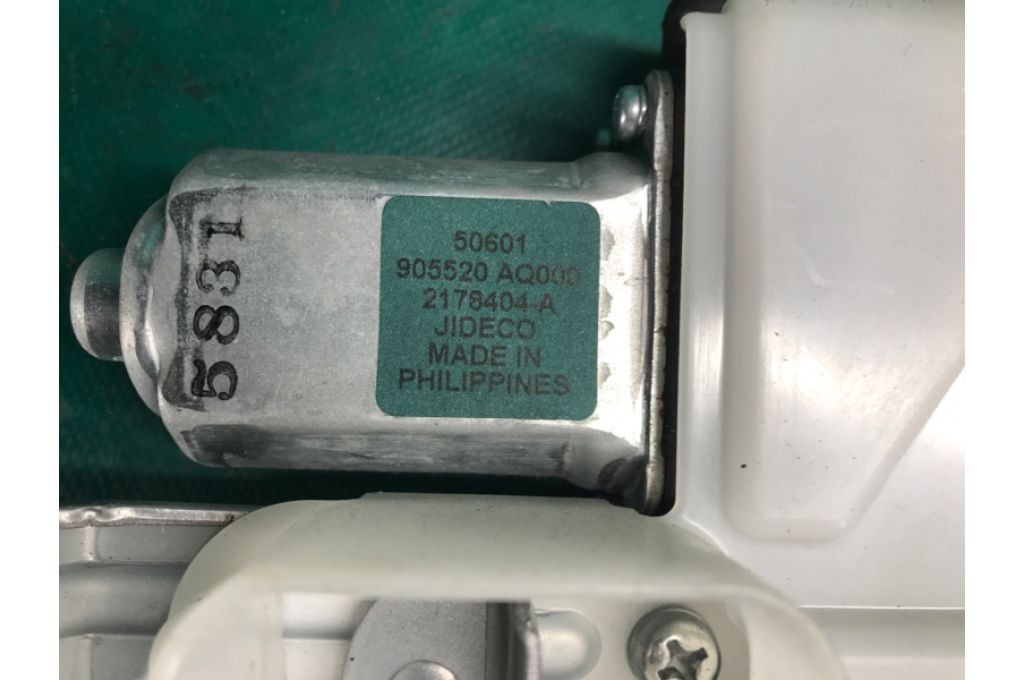 5831
50601
905520 AQ000
2178404-A
JIDECO
MADE IN
PHILIPPINES